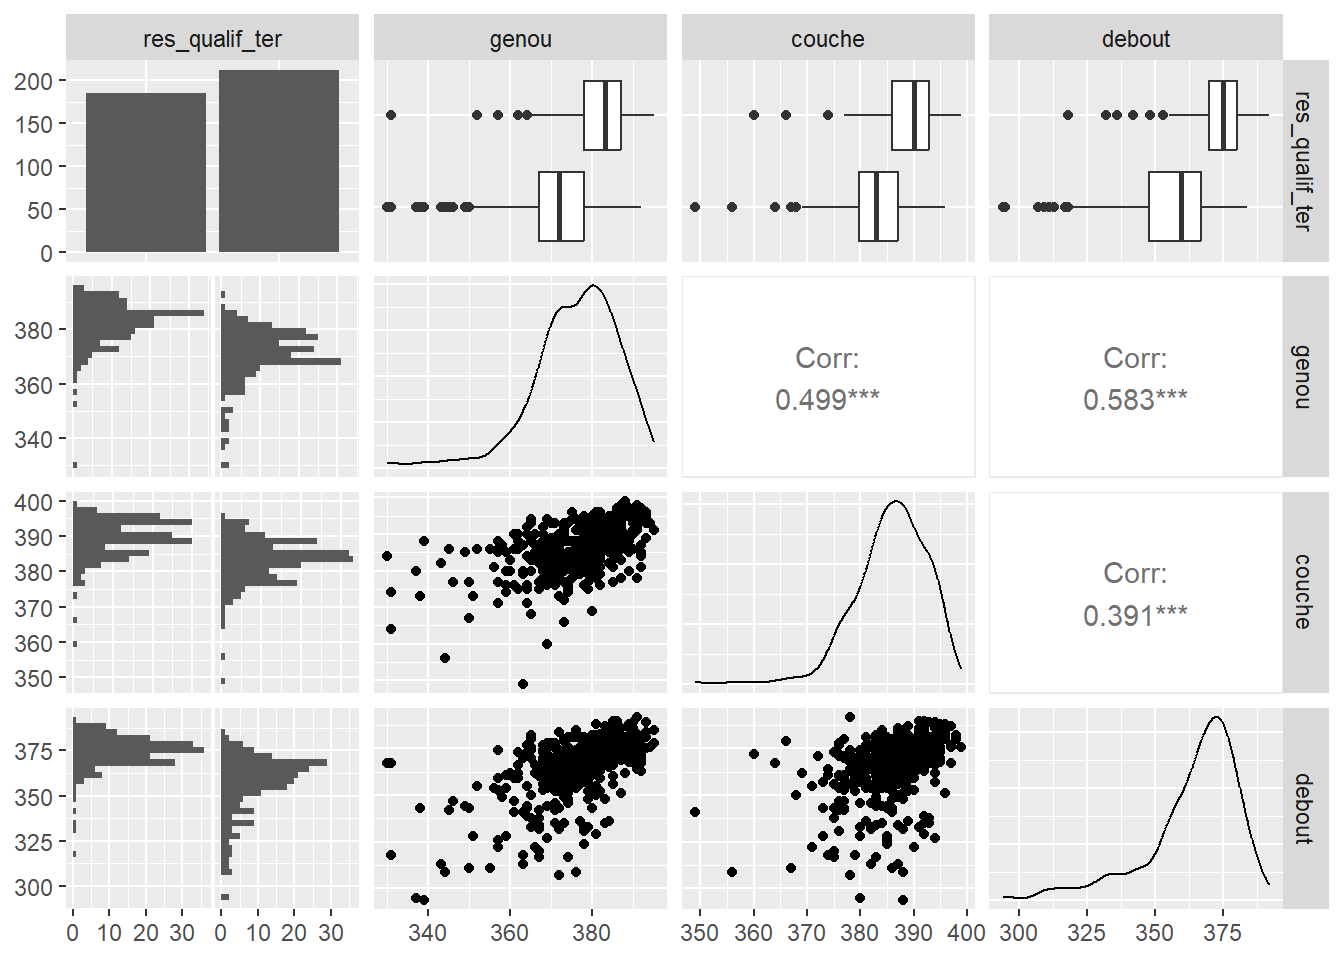 res_qualif_ter genou couche debout
200
150
100
50
0
res_qualif_ter
380
360
340
Corr:
0.499***
Corr:
0.583***
genou
400
390
380
370
360
350
Corr:
0.391***
couche
375
350
325
300
debout
0 10 20 30 0 10 20 30 340 360 380 350 360 370 380 390 400 300 325 350 375